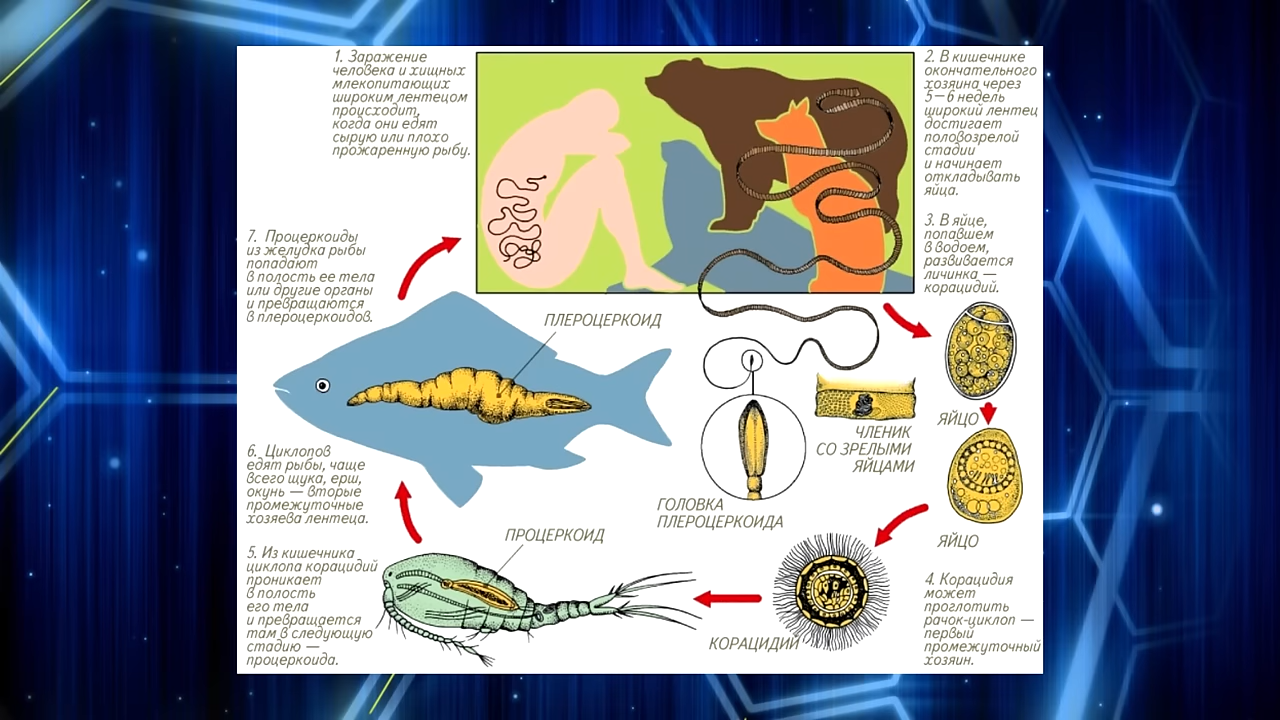 1. Заражение
человека и хищных
млекопитающих
широким лентецом
происходит,
когда они едят
сырую или плохо
прожаренную рыбу.
2. В кишечнике
окончательного
хозяина через
5—6 недель
широкий лентец
достигает
половозрелой
стадии
и начинает
откладывать
яйца.
3. В яйце,
попавшем
в водоем,
развивается
личинка —
корацидий.
7. Процеркоиды
из желудка рыбы
попадают
в полость ее тела
или другие органы
и превращаются
в плероцеркоидов.
ПЛЕРОЦЕРКОИД
ЯЙЦО
ЧЛЕНИК
СО ЗРЕЛЫМИ
ЯЙЦАМИ
6. Циклопов
едят рыбы, чаще
всего щука, ерш,
окунь — вторые
промежуточные
хозяева лентеца.
ГОЛОВКА
ПЛЕРОЦЕРКОИДА
ПРОЦЕРКОИД
ЯЙЦО
5. Из кишечника
циклопа корацидий
проникает
в полость
его тела
и превращается
там в следующую
стадию —
процеркоида.
КОРАЦИДИЙ
4. Корацидия
может
проглотить
рачок-циклоп —
первый
промежуточный
хозяин.